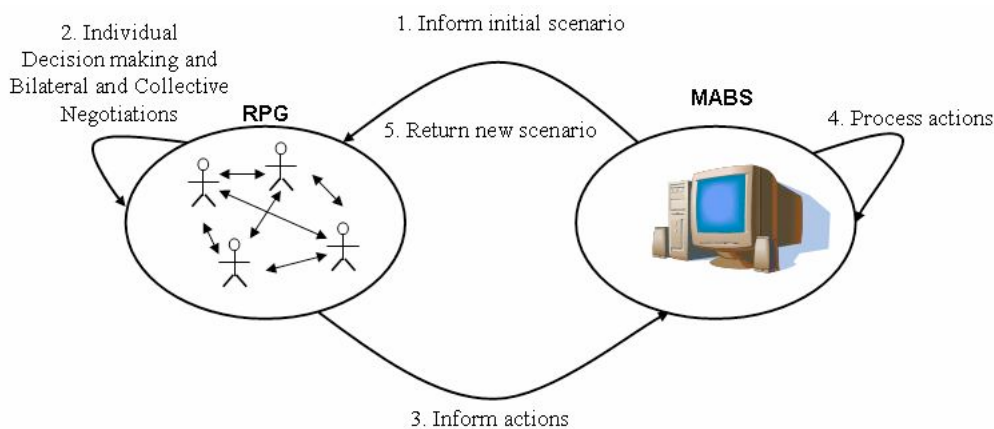 1. Inform initial scenario
2. Individual
Decision making and
Bilateral and Collective
Negotiations
RPG
MABS
5. Return new scenario
4. Process actions
3. Inform actions